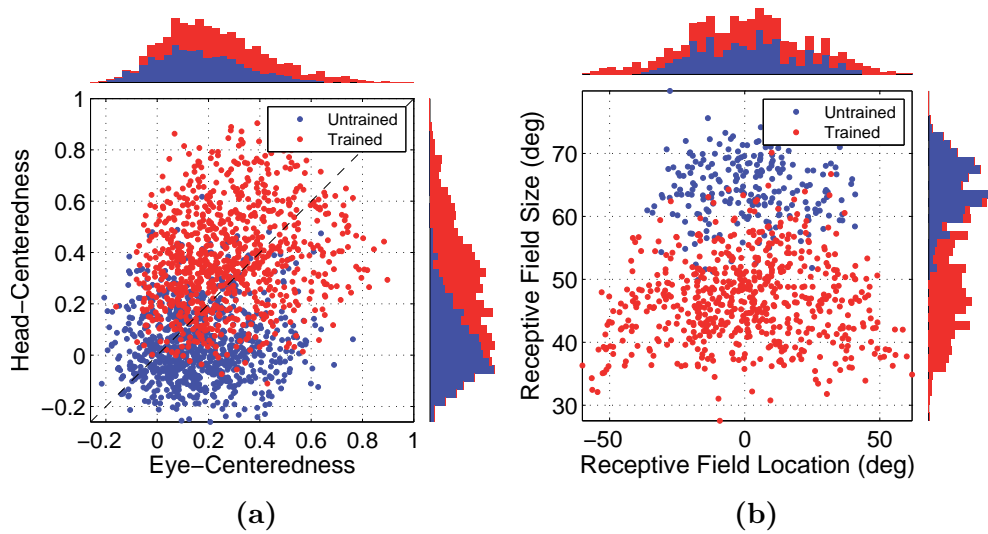 1
0.8
0.6
0.4
0.2
0
−0.2
Head−Centeredness
−0.2 0 0.2 0.4 0.6 0.8 1
Eye−Centeredness
Untrained
Trained
(a)
70
60
50
40
30
Receptive Field Size (deg)
−50 0 50
Receptive Field Location (deg)
Untrained
Trained
(b)